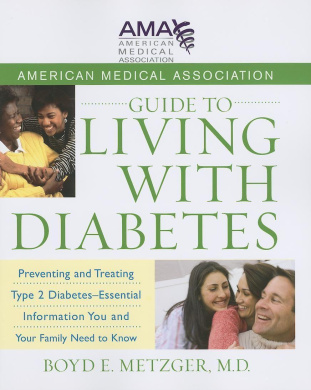 AMA
AMERICAN
MEDICAL
ASSOCIATION
AMERICAN MEDICAL ASSOCIATION
GUIDE TO
LIVING
WITH
DIABETES
Preventing and Treating
Type 2 Diabetes–Essential
Information You and
Your Family Need to Know
BOYD E. METZGER, M.D.